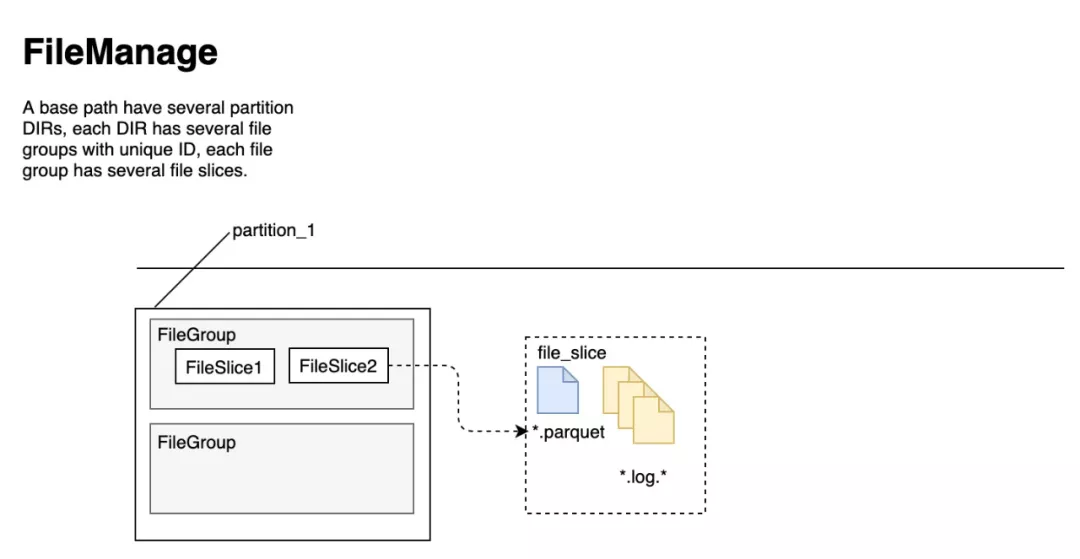 FileManage
A base path have several partition
DIRs, each DIR has several file
groups with unique ID, each file
group has several file slices.
partition_1
FileGroup
FileSlice1
FileSlice2
file_slice
*.parquet
*.log.*
FileGroup